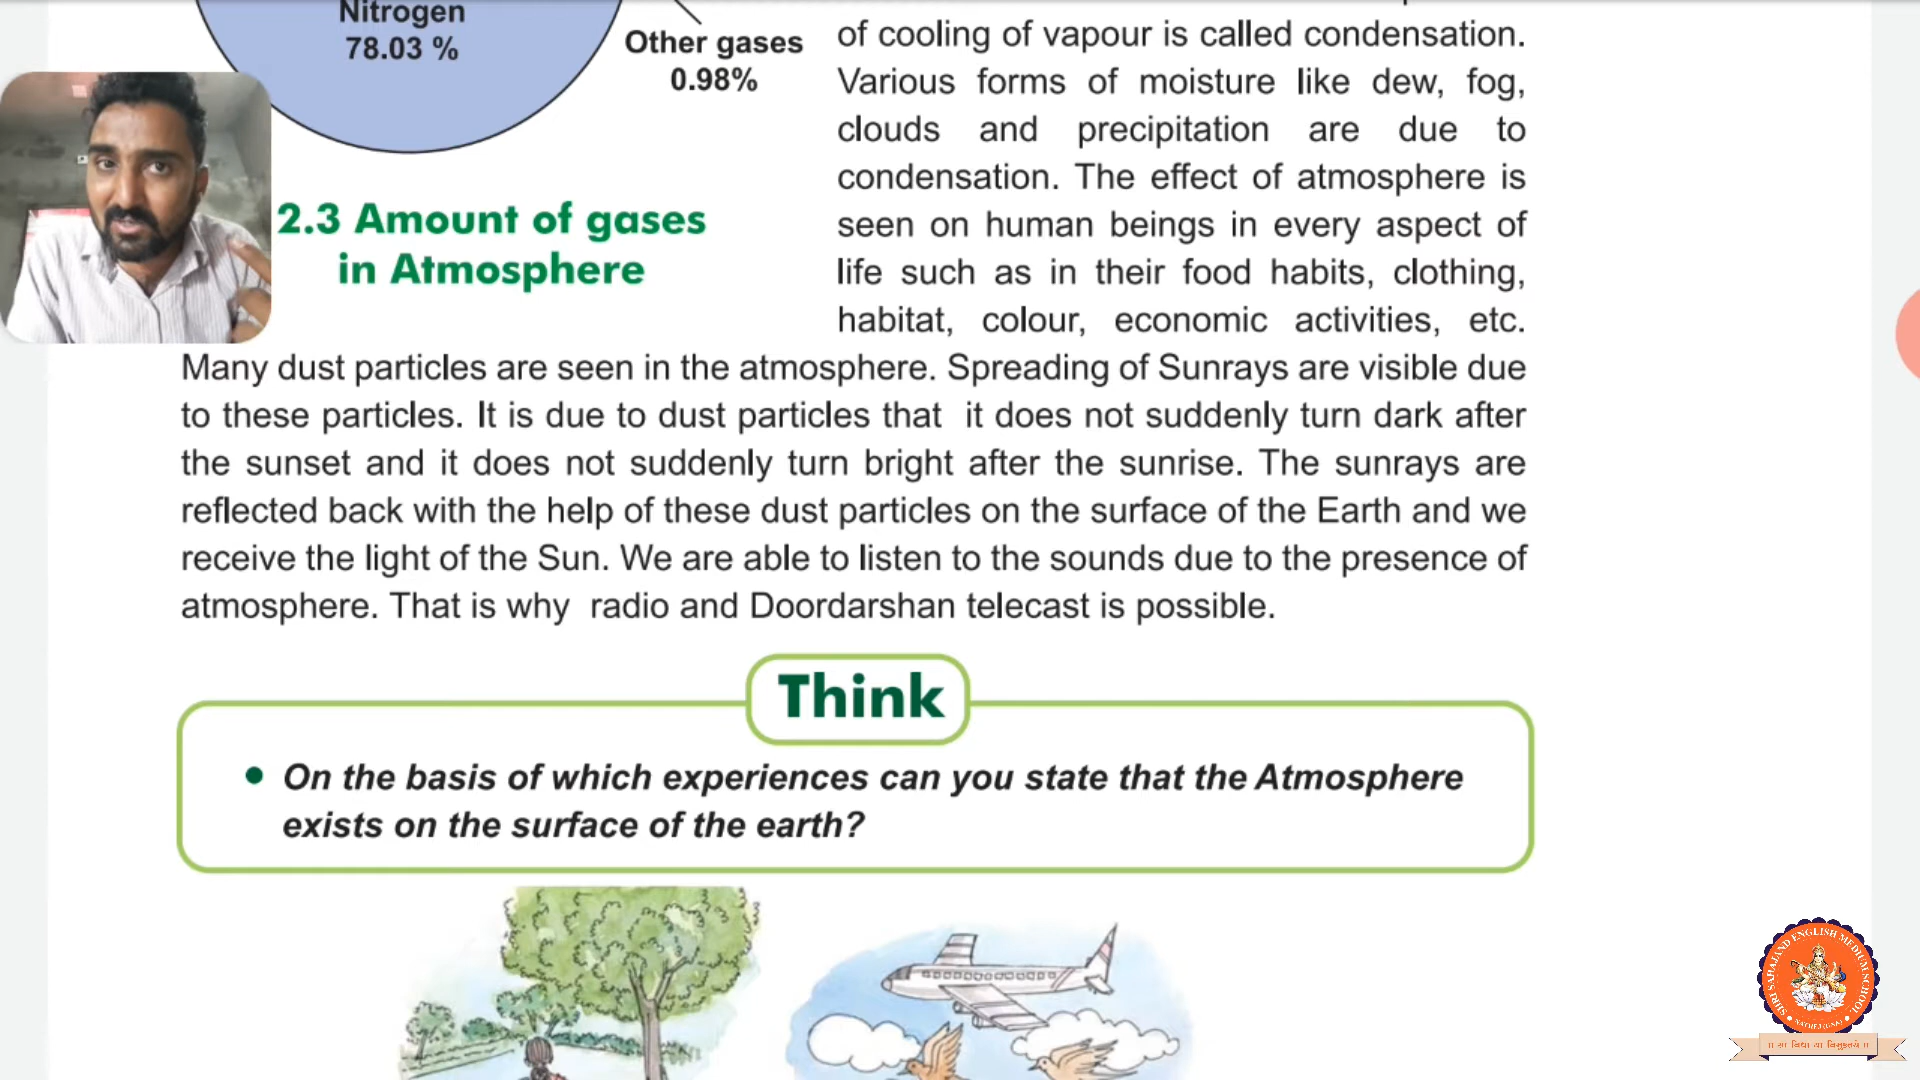 Nitrogen
78.03 %
Other gases
0.98%
2.3 Amount of gases
in Atmosphere
of cooling of vapour is called condensation.
Various forms of moisture like dew, fog,
clouds and precipitation are due to
condensation. The effect of atmosphere is
seen on human beings in every aspect of
life such as in their food habits, clothing,
habitat, colour, economic activities, etc.
Many dust particles are seen in the atmosphere. Spreading of Sunrays are visible due
to these particles. It is due to dust particles that it does not suddenly turn dark after
the sunset and it does not suddenly turn bright after the sunrise. The sunrays are
reflected back with the help of these dust particles on the surface of the Earth and we
receive the light of the Sun. We are able to listen to the sounds due to the presence of
atmosphere. That is why radio and Doordarshan telecast is possible.
Think
• On the basis of which experiences can you state that the Atmosphere
exists on the surface of the earth?
SHRI SAHAJANAND ENGLISH MEDIUM SCHOOL